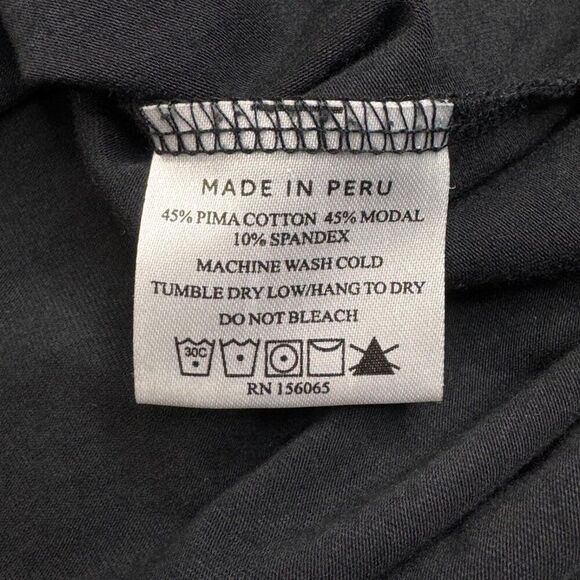 MADE IN PERU
45% PIMA COTTON 45% MODAL
10% SPANDEX
MACHINE WASH COLD
TUMBLE DRY LOW/HANG TO DRY
DO NOT BLEACH
30C
RN 156065